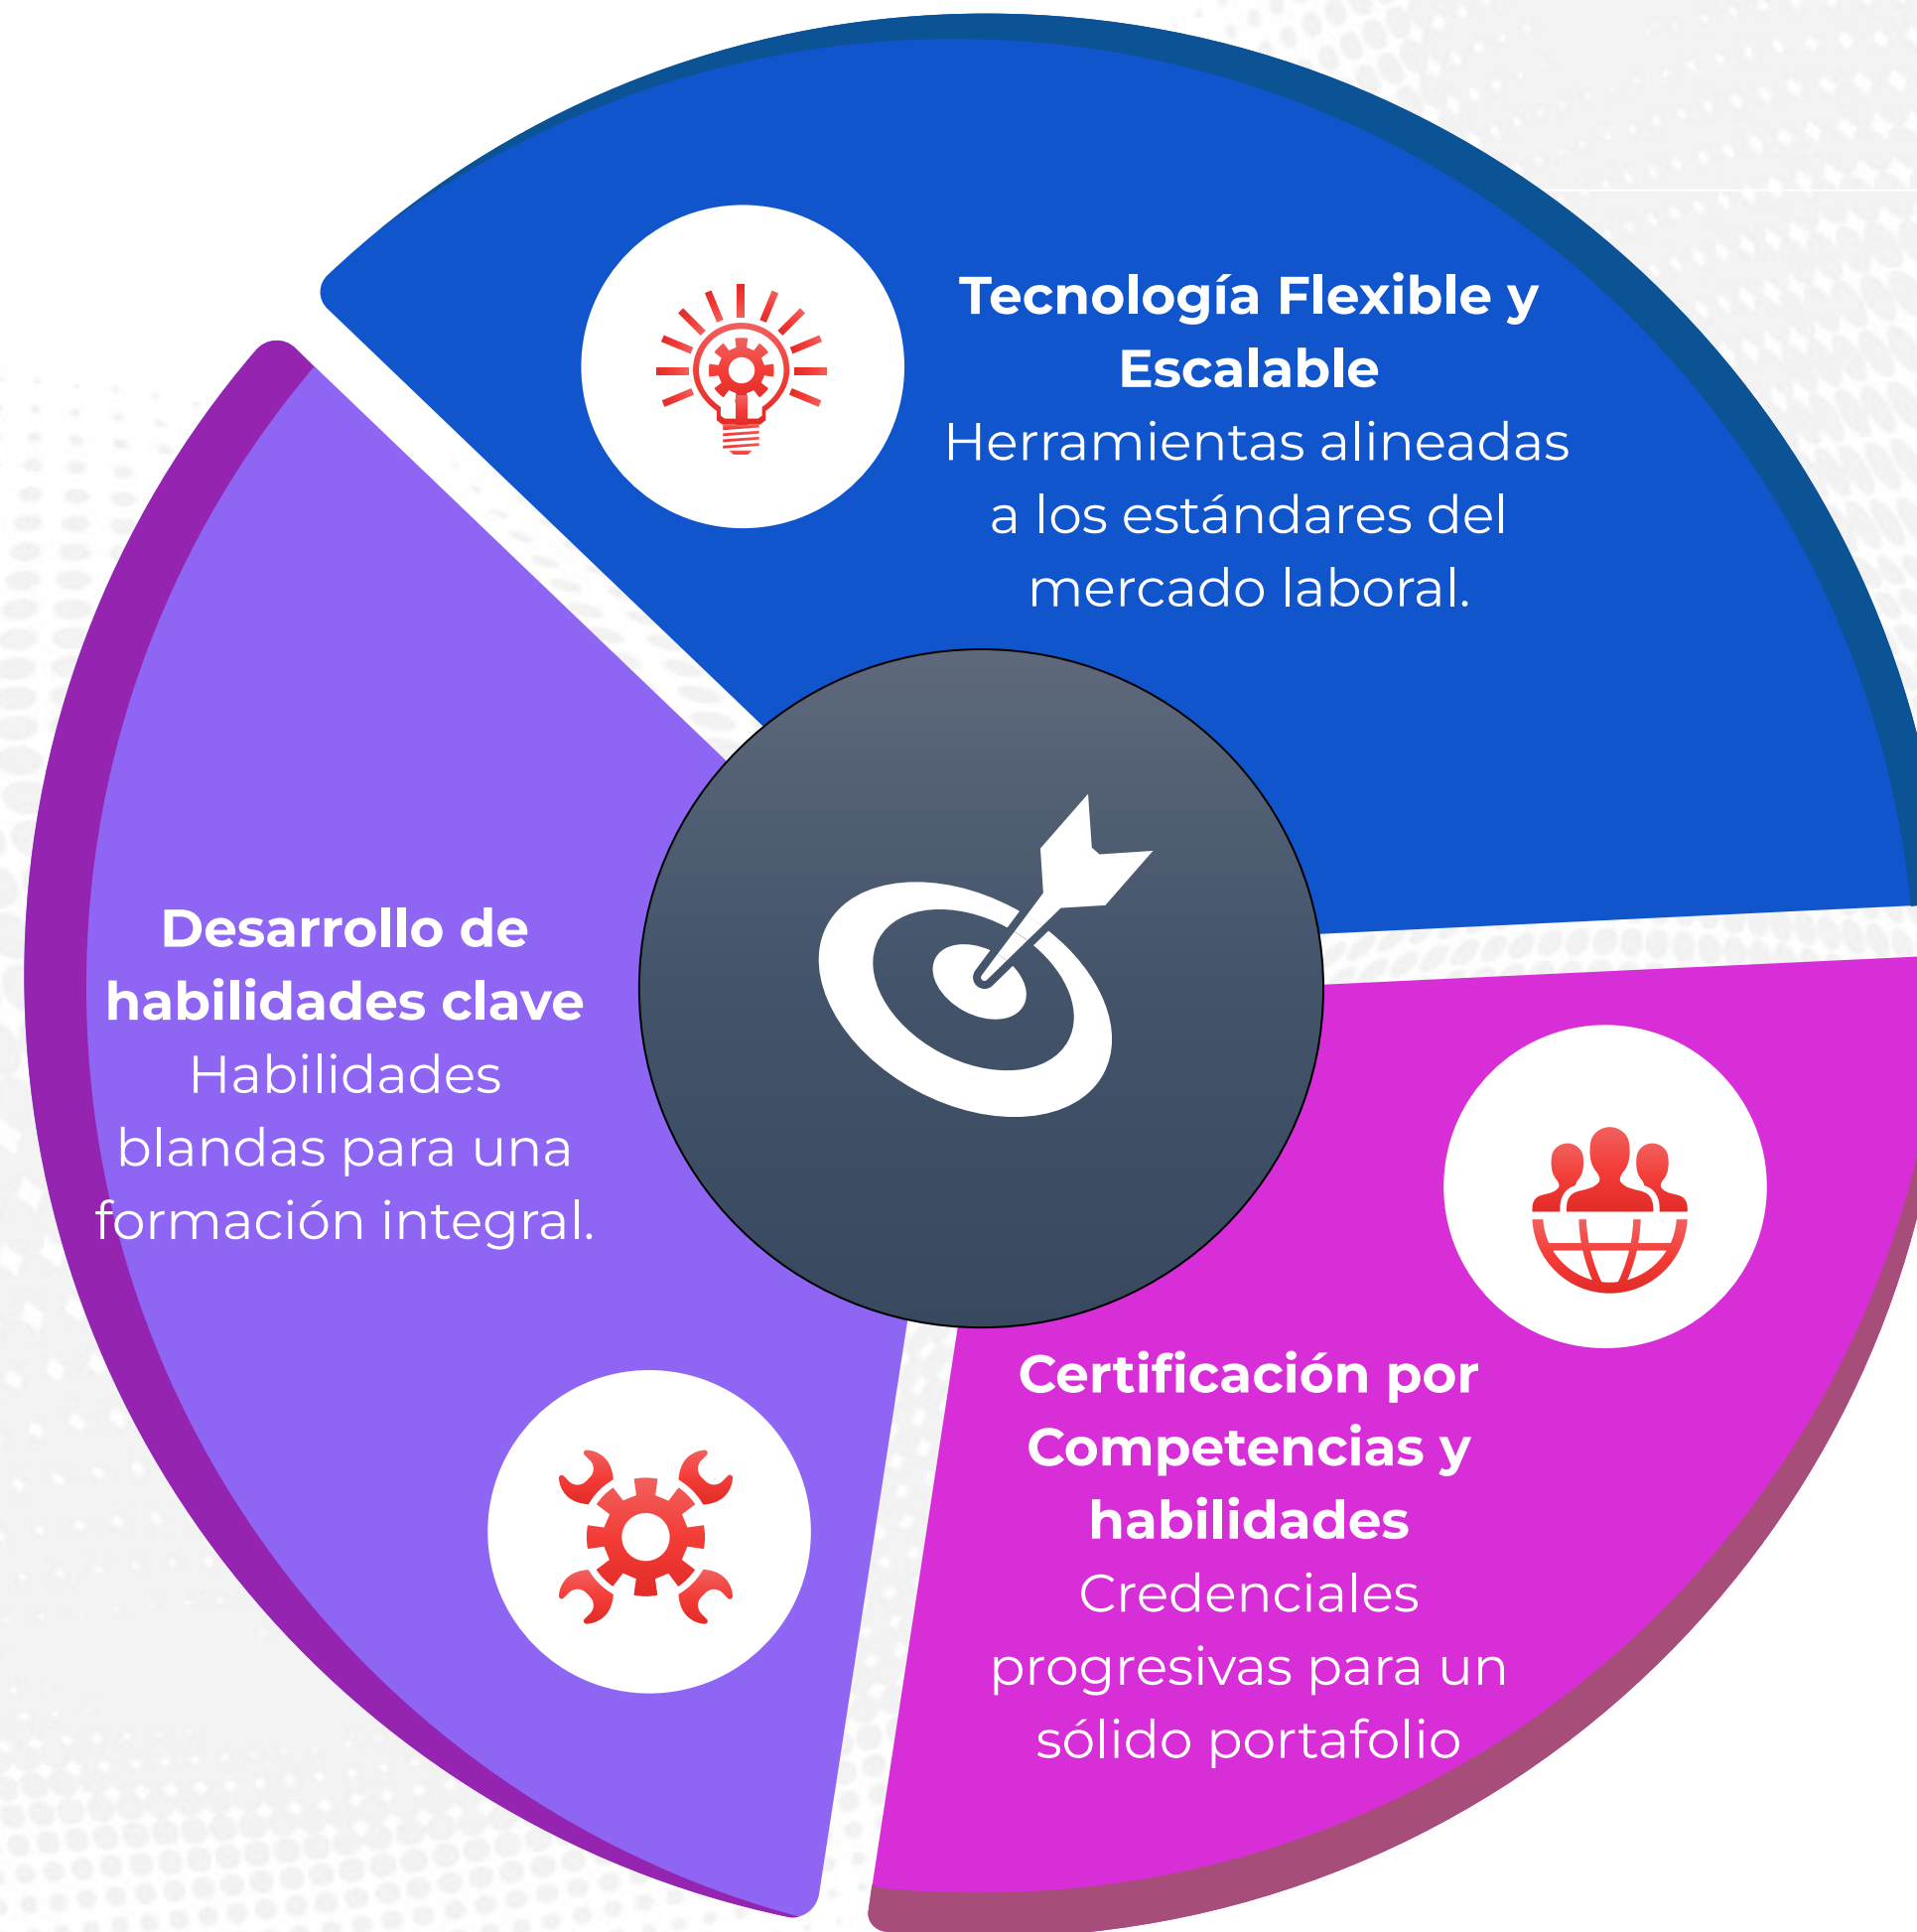 Tecnología Flexible y
Escalable
Herramientas alineadas
a los estándares del
mercado laboral.
Desarrollo de
habilidades clave
Habilidades
blandas para una
formación integral.
Certificación por
Competencias y
habilidades
Credenciales
progresivas para un
sólido portafolio